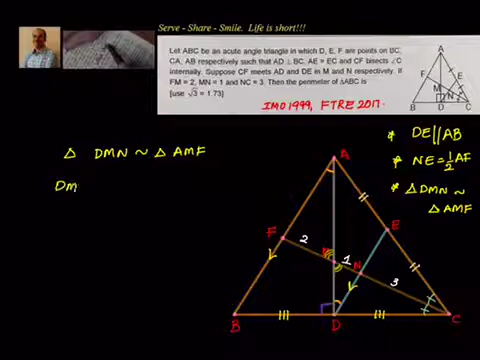 Serve - Share - Smile. Life is short!!!
Let ABC be an acute angle triangle in which D, E, F are points on BC,
CA, AB respectively such that AD ⊥ BC, AE = EC and CF bisects ∠C
internally. Suppose CF meets AD and DE in M and N respectively. If
FM = 2, MN = 1 and NC = 3. Then the perimeter of ΔABC is
[use √3 = 1.73]
IMO 1999, FTRE 2017.
A
F
E
M
N
B
D
C
* DE || AB
* NE = 1/2 AF
* Δ DMN ~
Δ AMF
Δ DMN ~ Δ AMF
DM
A
E
F
2
1
N
3
B
D
C